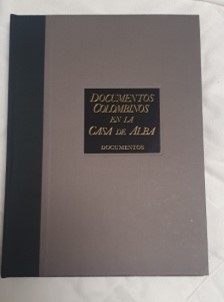 DOCUMENTOS
COLOMBINOS
EN LA
CASA DE ALBA
DOCUMENTOS